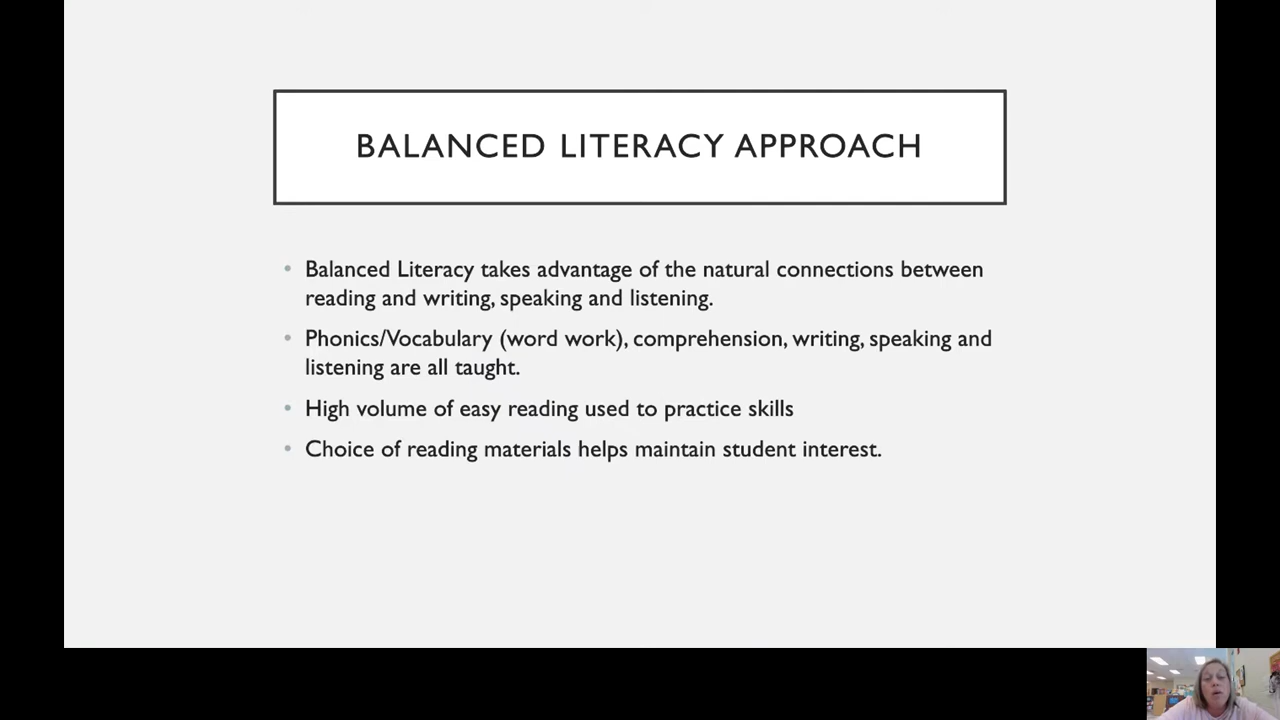 BALANCED LITERACY APPROACH
• Balanced Literacy takes advantage of the natural connections between
reading and writing, speaking and listening.
• Phonics/Vocabulary (word work), comprehension, writing, speaking and
listening are all taught.
• High volume of easy reading used to practice skills
• Choice of reading materials helps maintain student interest.